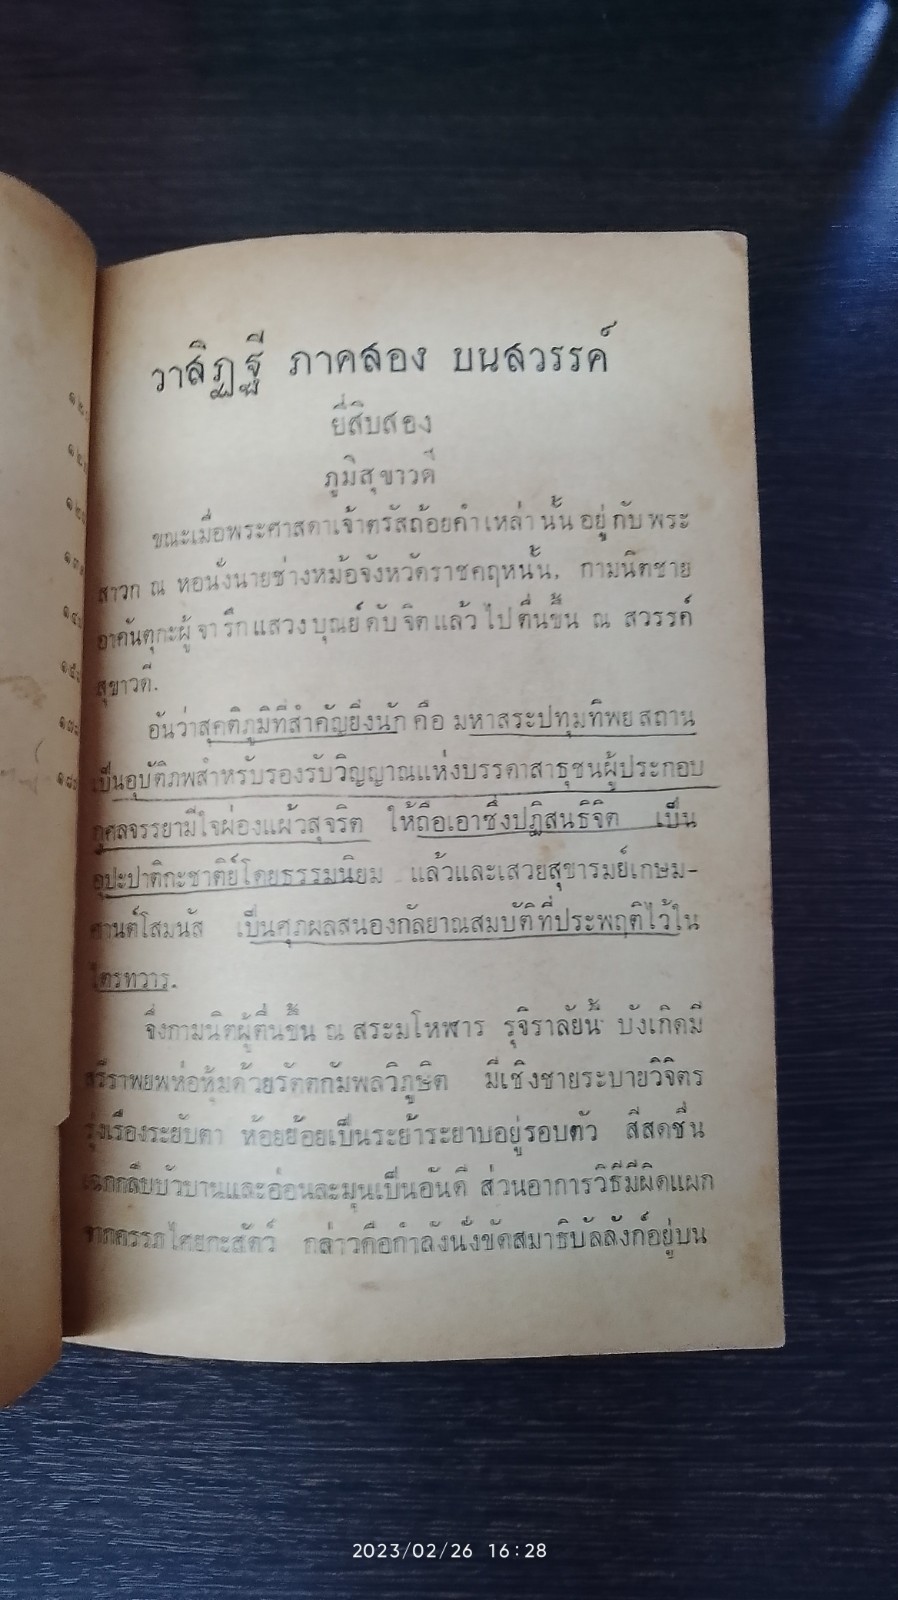 วาสิฏฐี ภาคสอง บนสวรรค์
ยี่สิบสอง
ภูมิสุขาวดี
ขณะเมื่อพระศาสดาเจ้าตรัสถ้อยคำเหล่านั้นอยู่กับพระ
สาวก ณ หอนั่งนายช่างหม้อจังหวัดราชคฤหนั้น, กามนิตชาย
อาคันตุกะผู้จาริกแสวงบุณย์ดับจิตแล้วไปตื่นขึ้น ณ สวรรค์
สุขาวดี.
อันว่าสุคติภูมิที่สำคัญยิ่งนัก คือ มหาสระปทุมทิพยสถาน
เป็นอุบัติภพสำหรับรองรับวิญญาณแห่งบรรดาสาธุชนผู้ประกอบ
กุศลจรรยามีใจผ่องแผ้วสุจริต ให้ถือเอาซึ่งปฏิสนธิจิต เป็น
อุปะปาติกะชาติย์โดยธรรมนิยม แล้วและเสวยสุขารมย์เกษม-
ศานต์โสมนัส เป็นศุภผลสนองกัลยาณสมบัติที่ประพฤติไว้ใน
ไตรทวาร.
จึ่งกามนิตผู้ตื่นขึ้น ณ สระมโหฬาร รุจิราลัยนี้ บังเกิดมี
สรีราพยพห่อหุ้มด้วยรัตตกัมพลวิภูษิต มีเชิงชายระบายวิจิตร
รุ่งเรืองระยับตา ห้อยย้อยเป็นระย้าระยาบอยู่รอบตัว สีสดชื่น
เฉกกลีบบัวบานและอ่อนละมุนเป็นอันดี ส่วนอาการวิธีมีผิดแผก
จากครรภไศยกะสัตว์ กล่าวคือกำลังนั่งขัดสมาธิบัลลังก์อยู่บน
2023/02/26 16:28